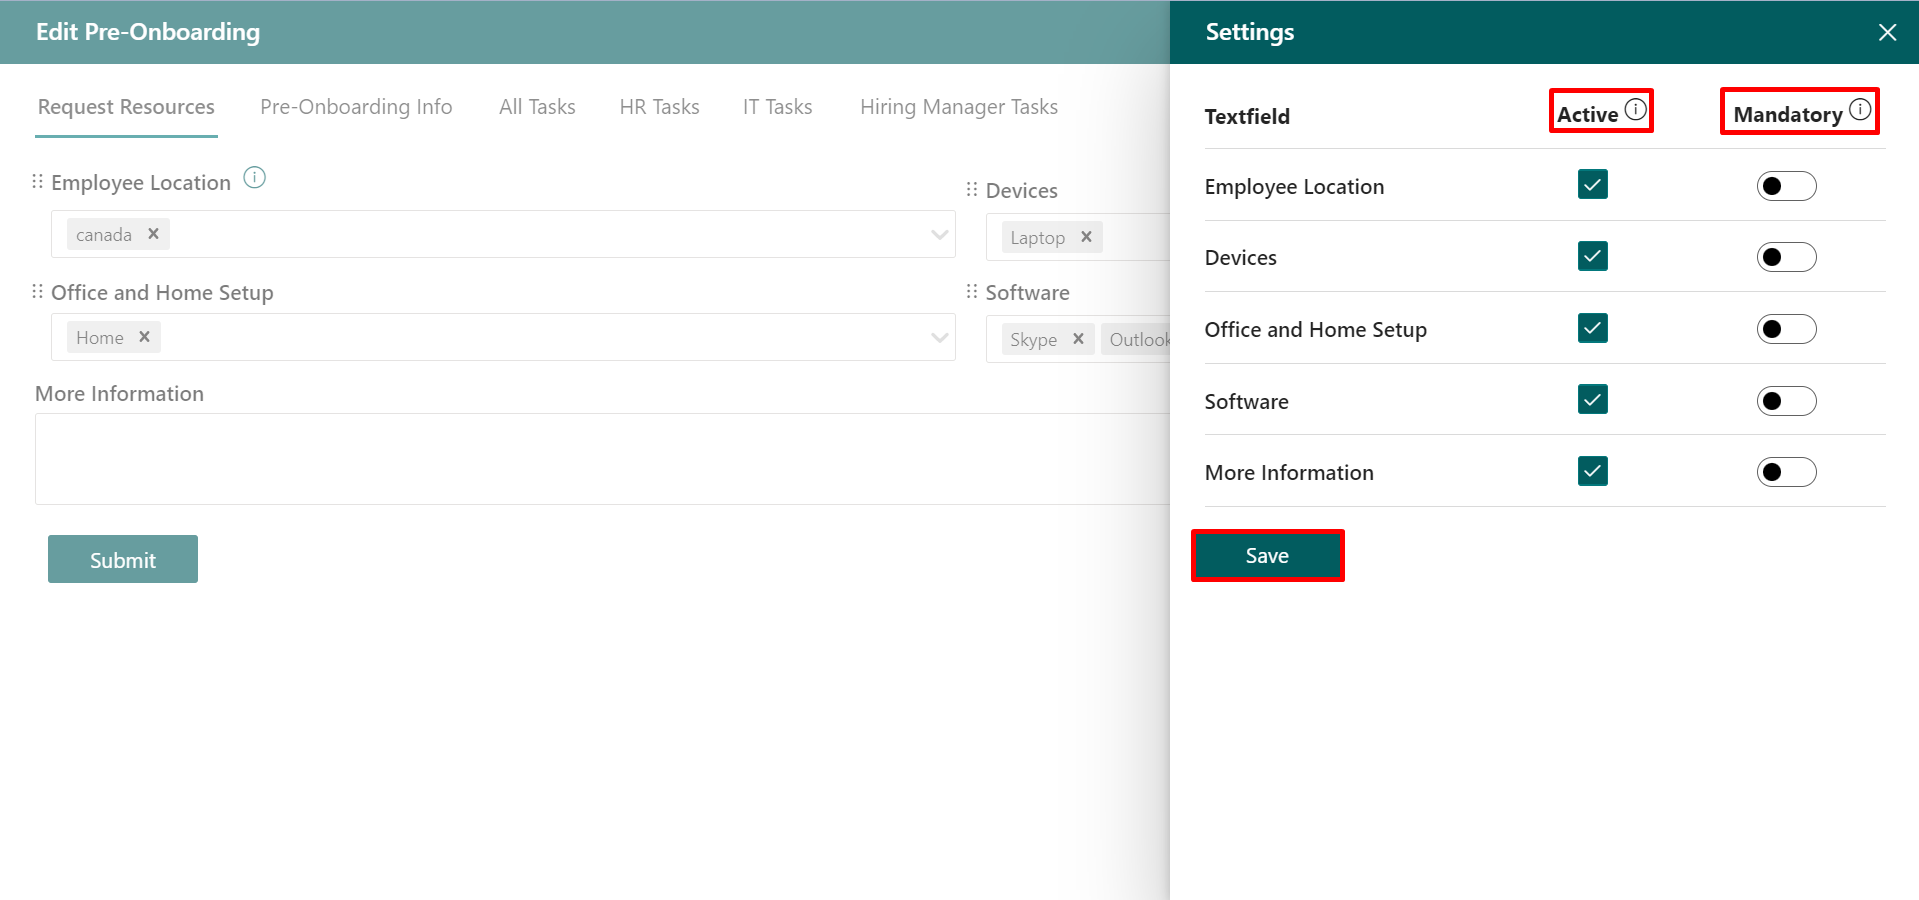 Edit Pre-Onboarding
Request Resources Pre-Onboarding Info All Tasks HR Tasks IT Tasks Hiring Manager Tasks
Employee Location
canada
Devices
Laptop
Office and Home Setup
Home
Software
Skype Outlook
More Information
Submit
Settings
Textfield Active Mandatory
Employee Location
Devices
Office and Home Setup
Software
More Information
Save